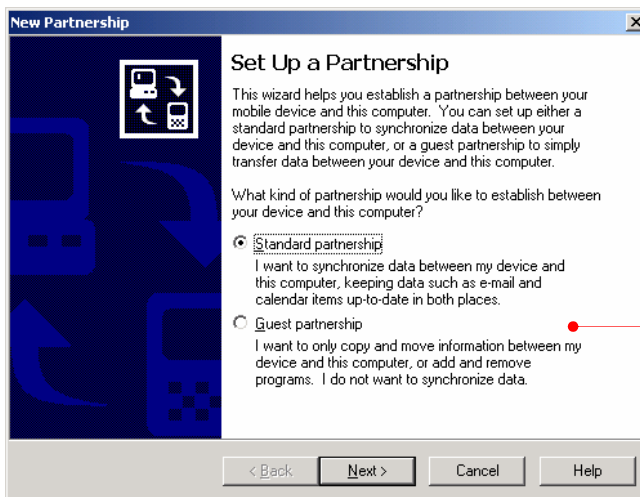 New Partnership
Set Up a Partnership
This wizard helps you establish a partnership between your
mobile device and this computer. You can set up either a
standard partnership to synchronize data between your
device and this computer, or a guest partnership to simply
transfer data between your device and this computer.
What kind of partnership would you like to establish between
your device and this computer?
Standard partnership
I want to synchronize data between my device and
this computer, keeping data such as e-mail and
calendar items up-to-date in both places.
Guest partnership
I want to only copy and move information between my
device and this computer, or add and remove
programs. I do not want to synchronize data.
< Back Next > Cancel Help